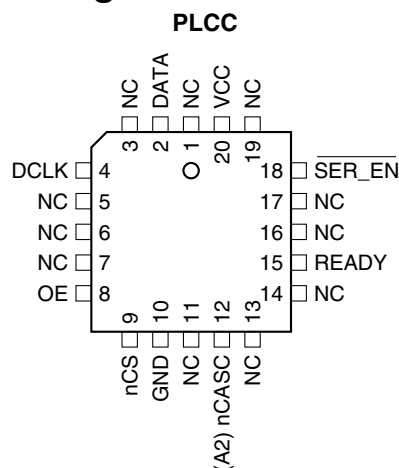 PLCC
NC DATA NC VCC NC
3 2 1 20 19
DCLK 4 18 SER_EN
NC 5 17 NC
NC 6 16 NC
NC 7 15 READY
OE 8 14 NC
9 10 11 12 13
nCS GND NC (A2) nCASC NC